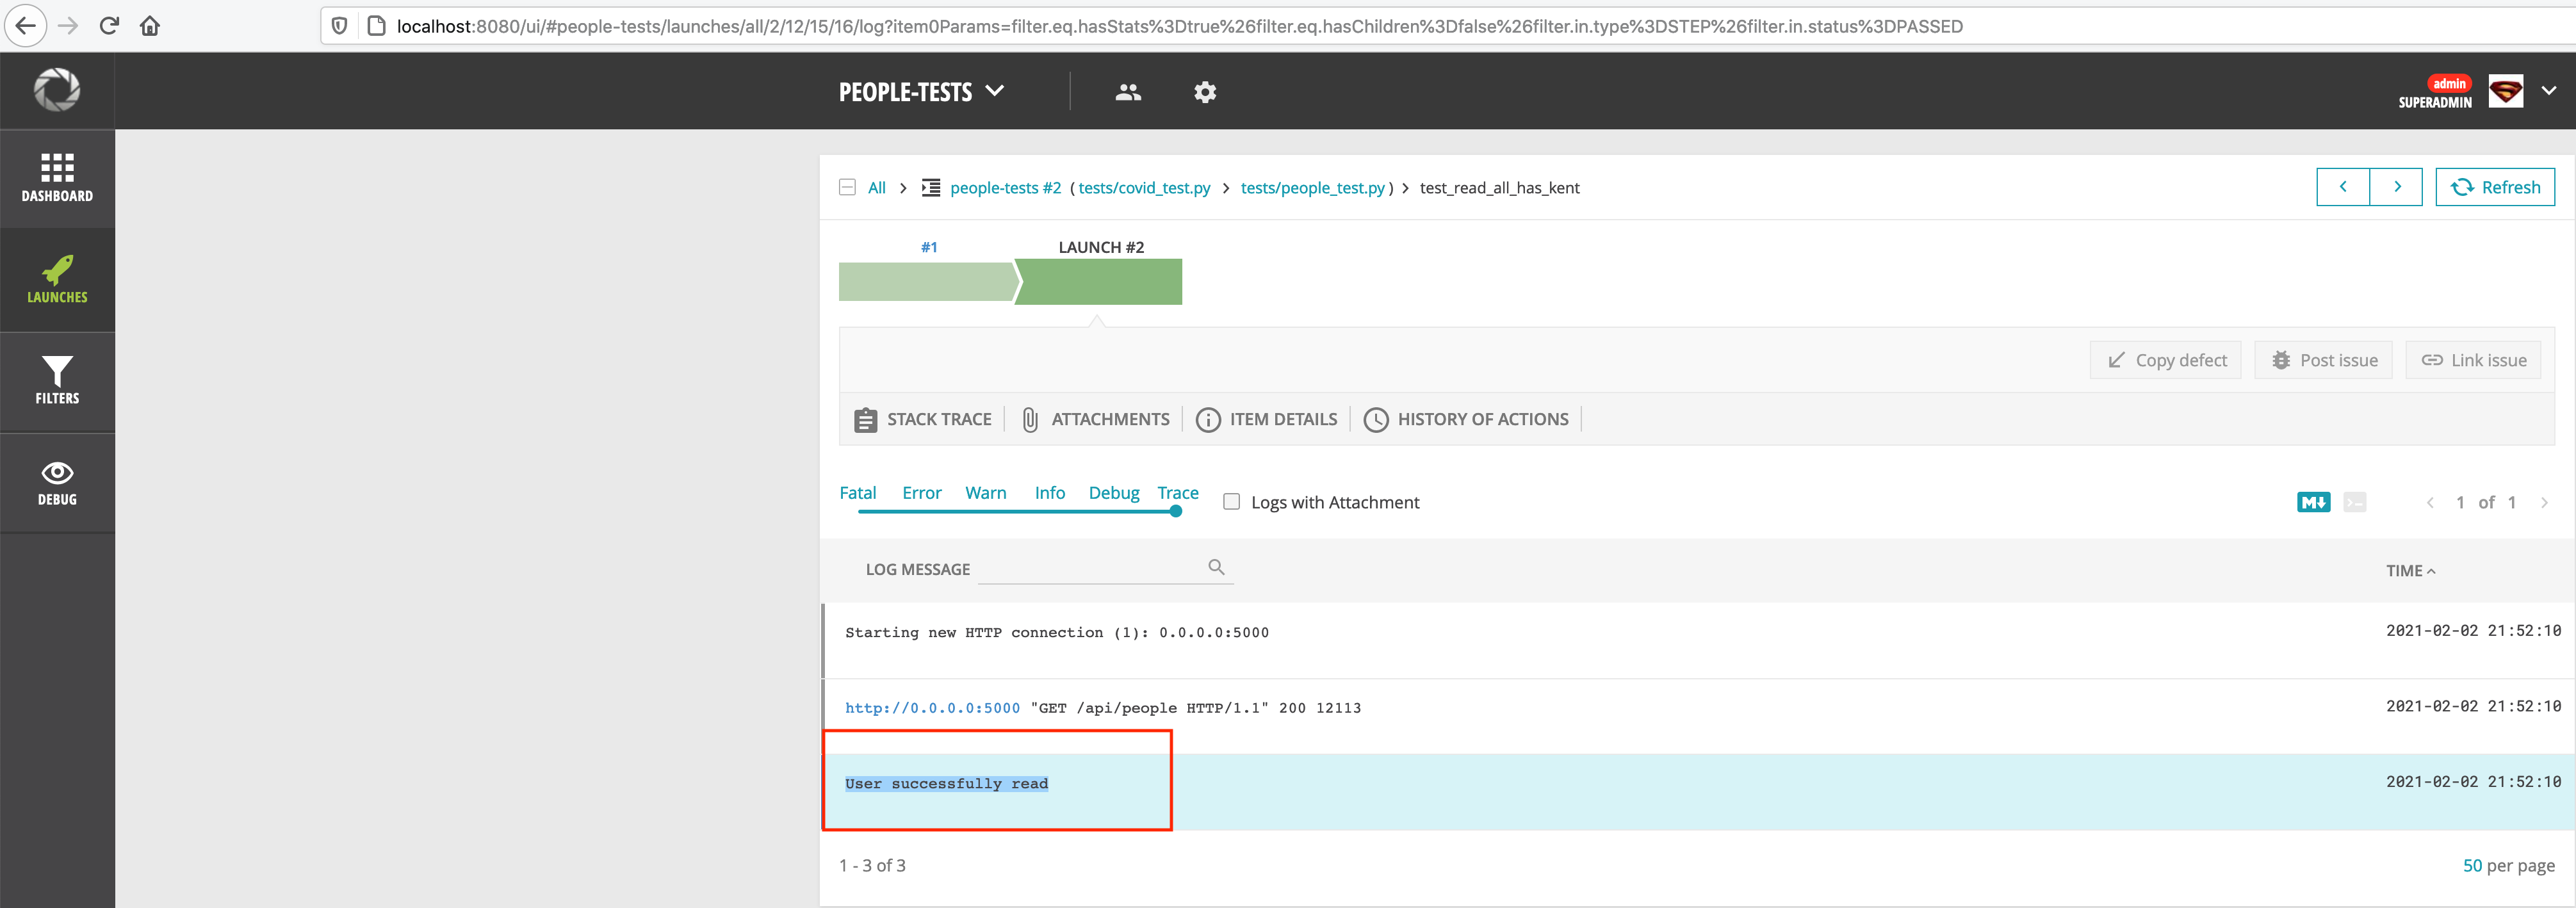 localhost:8080/ui/#people-tests/launches/all/2/12/15/16/log?item0Params=filter.eq.hasStats%3Dtrue%26filter.eq.hasChildren%3Dfalse%26filter.in.type%3DSTEP%26filter.in.status%3DPASSED
PEOPLE-TESTS
admin
SUPERADMIN
DASHBOARD
LAUNCHES
FILTERS
DEBUG
All > people-tests #2 ( tests/covid_test.py > tests/people_test.py ) > test_read_all_has_kent
< > Refresh
#1 LAUNCH #2
Copy defect Post issue Link issue
STACK TRACE ATTACHMENTS ITEM DETAILS HISTORY OF ACTIONS
Fatal Error Warn Info Debug Trace Logs with Attachment M↓ >_ < 1 of 1 >
LOG MESSAGE TIME
Starting new HTTP connection (1): 0.0.0.0:5000 2021-02-02 21:52:10
http://0.0.0.0:5000 "GET /api/people HTTP/1.1" 200 12113 2021-02-02 21:52:10
User successfully read 2021-02-02 21:52:10
1 - 3 of 3 50 per page